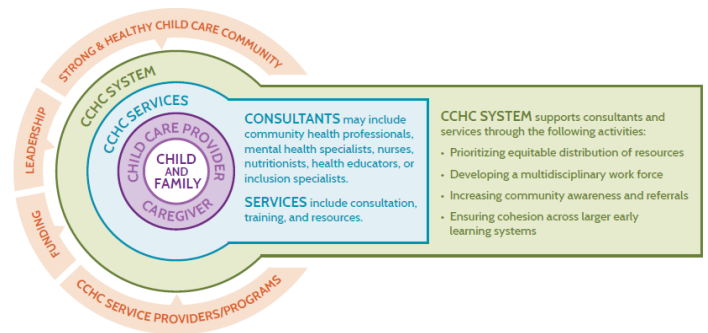 STRONG & HEALTHY CHILD CARE COMMUNITY
LEADERSHIP
FUNDING
CCHC SERVICE PROVIDERS/PROGRAMS
CCHC SYSTEM
CCHC SERVICES
CHILD CARE PROVIDER
CAREGIVER
CHILD
AND
FAMILY
CONSULTANTS may include
community health professionals,
mental health specialists, nurses,
nutritionists, health educators, or
inclusion specialists.
SERVICES include consultation,
training, and resources.
CCHC SYSTEM supports consultants and
services through the following activities:
• Prioritizing equitable distribution of resources
• Developing a multidisciplinary work force
• Increasing community awareness and referrals
• Ensuring cohesion across larger early
learning systems